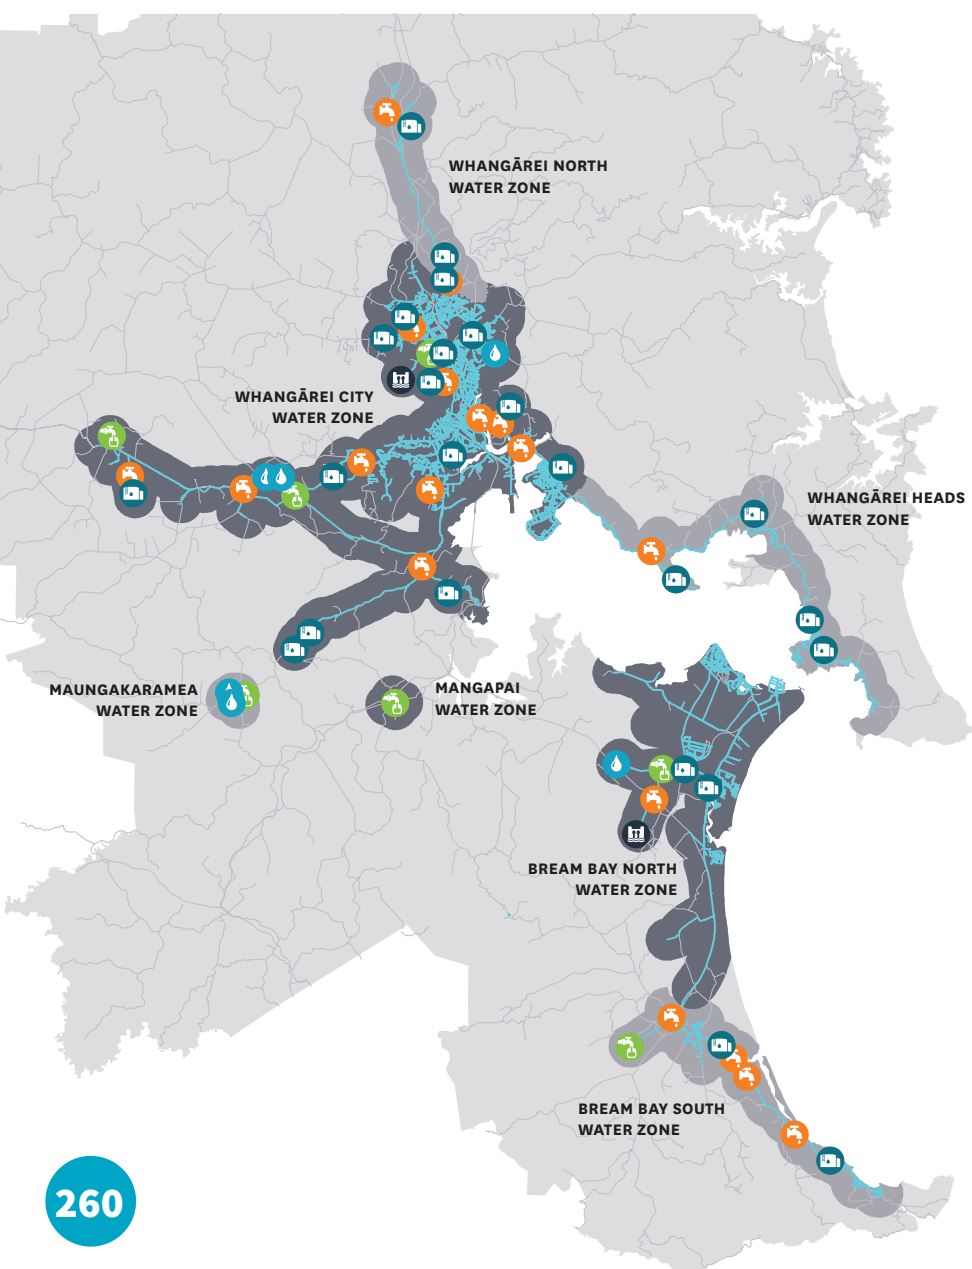 WHANGĀREI NORTH
WATER ZONE
WHANGĀREI CITY
WATER ZONE
WHANGĀREI HEADS
WATER ZONE
MAUNGAKARAMEA
WATER ZONE
MANGAPAI
WATER ZONE
BREAM BAY NORTH
WATER ZONE
BREAM BAY SOUTH
WATER ZONE
260